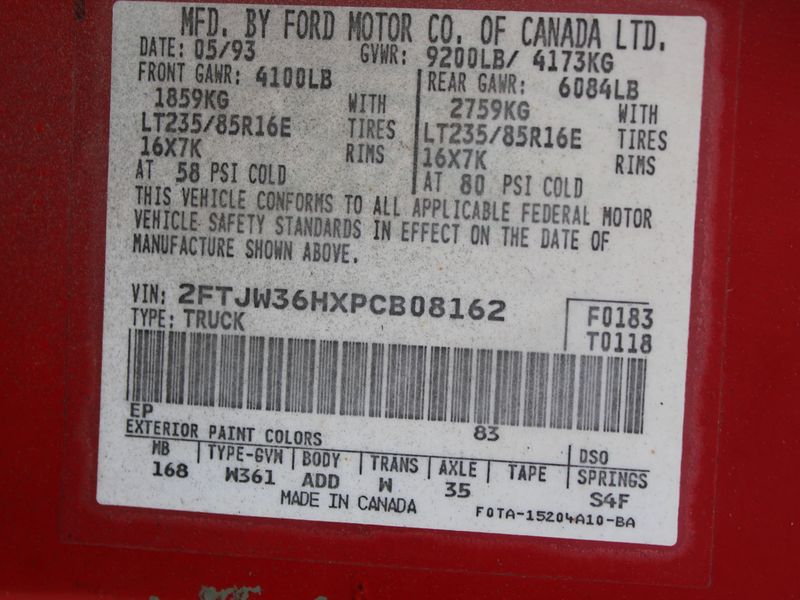 MFD. BY FORD MOTOR CO. OF CANADA LTD.
DATE: 05/93 GVWR: 9200LB/ 4173KG
FRONT GAWR: 4100LB REAR GAWR: 6084LB
1859KG WITH 2759KG WITH
LT235/85R16E TIRES LT235/85R16E TIRES
16X7K RIMS 16X7K RIMS
AT 58 PSI COLD AT 80 PSI COLD
THIS VEHICLE CONFORMS TO ALL APPLICABLE FEDERAL MOTOR
VEHICLE SAFETY STANDARDS IN EFFECT ON THE DATE OF
MANUFACTURE SHOWN ABOVE.
VIN: 2FTJW36HXPCB08162 F0183
TYPE: TRUCK T0118
EP 83
EXTERIOR PAINT COLORS DSO
WB TYPE-GVW BODY TRANS AXLE TAPE SPRINGS
168 W361 ADD W 35 S4F
MADE IN CANADA F0TA-15204A10-BA